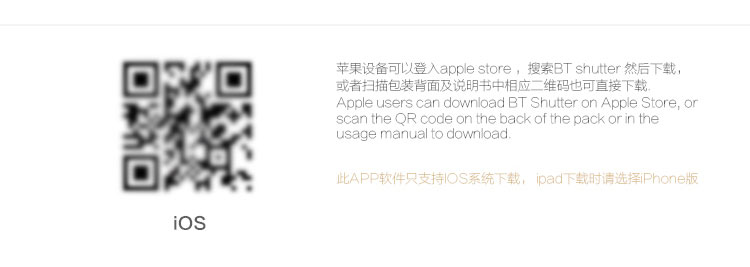 苹果设备可以登入apple store ，搜索BT shutter 然后下载，
或者扫描包装背面及说明书中相应二维码也可直接下载.
Apple users can download BT Shutter on Apple Store, or
scan the QR code on the back of the pack or in the
usage manual to download.
此APP软件只支持IOS系统下载， ipad下载时请选择iPhone版
iOS